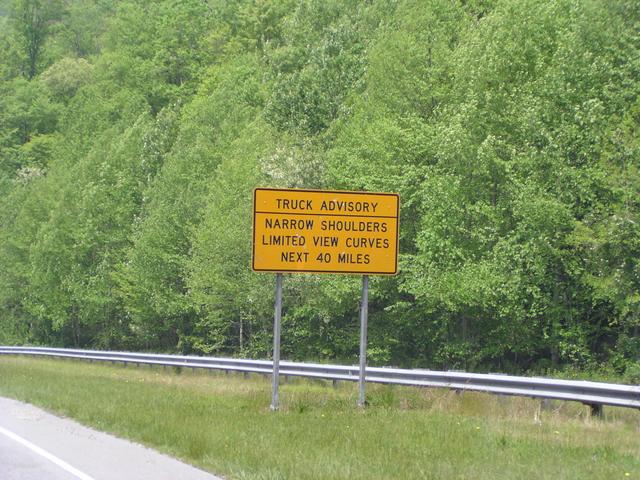 TRUCK ADVISORY
NARROW SHOULDERS
LIMITED VIEW CURVES
NEXT 40 MILES